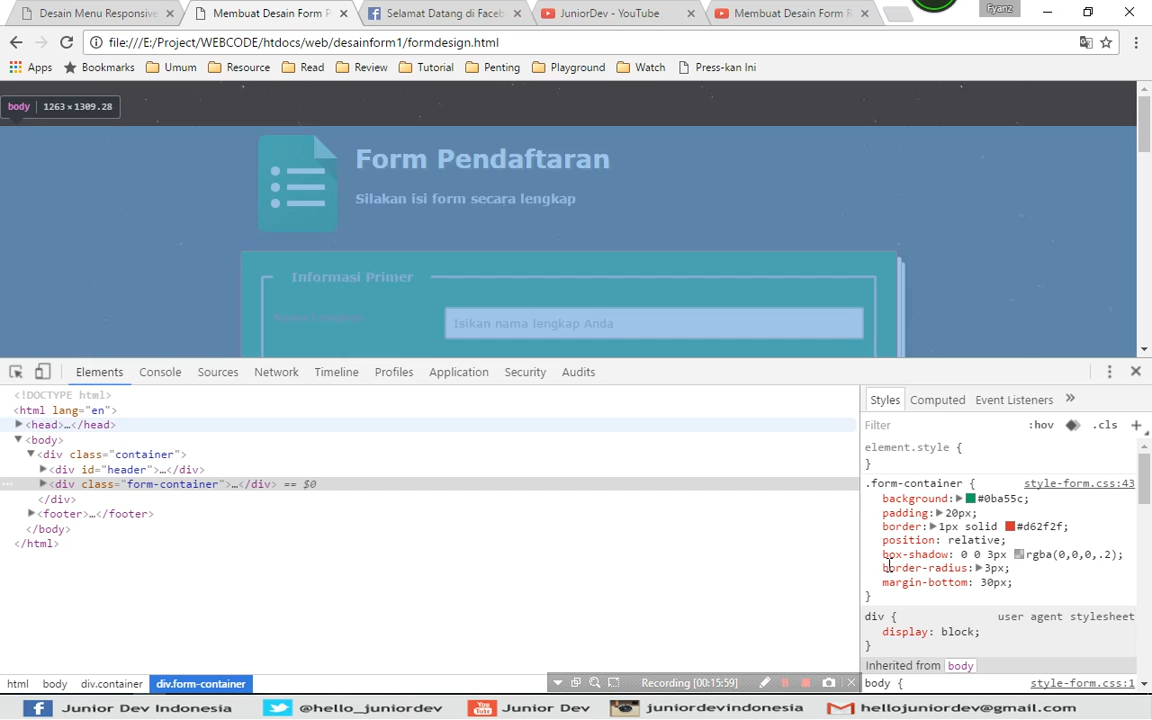 Desain Menu Responsive
Membuat Desain Form P
Selamat Datang di Faceb
JuniorDev - YouTube
Membuat Desain Form R
Fyanz
file:///E:/Project/WEBCODE/htdocs/web/desainform1/formdesign.html
Apps Bookmarks Umum Resource Read Review Tutorial Penting Playground Watch Press-kan Ini
body | 1263 × 1309.28
Form Pendaftaran
Silakan isi form secara lengkap
Informasi Primer
Nama Lengkap
Isikan nama lengkap Anda
Elements Console Sources Network Timeline Profiles Application Security Audits
<!DOCTYPE html>
<html lang="en">
<head>…</head>
<body>
<div class="container">
<div id="header">…</div>
<div class="form-container">…</div> == $0
</div>
<footer>…</footer>
</body>
</html>
Styles Computed Event Listeners »
Filter :hov .cls +
element.style {
}
.form-container { style-form.css:43
background: #0ba55c;
padding: 20px;
border: 1px solid #d62f2f;
position: relative;
box-shadow: 0 0 3px rgba(0,0,0,.2);
border-radius: 3px;
margin-bottom: 30px;
}
div { user agent stylesheet
display: block;
}
Inherited from body
body { style-form.css:1
html body div.container div.form-container
Recording [00:15:59]
Junior Dev Indonesia @hello_juniordev Junior Dev juniordevindonesia hellojuniordev@gmail.com